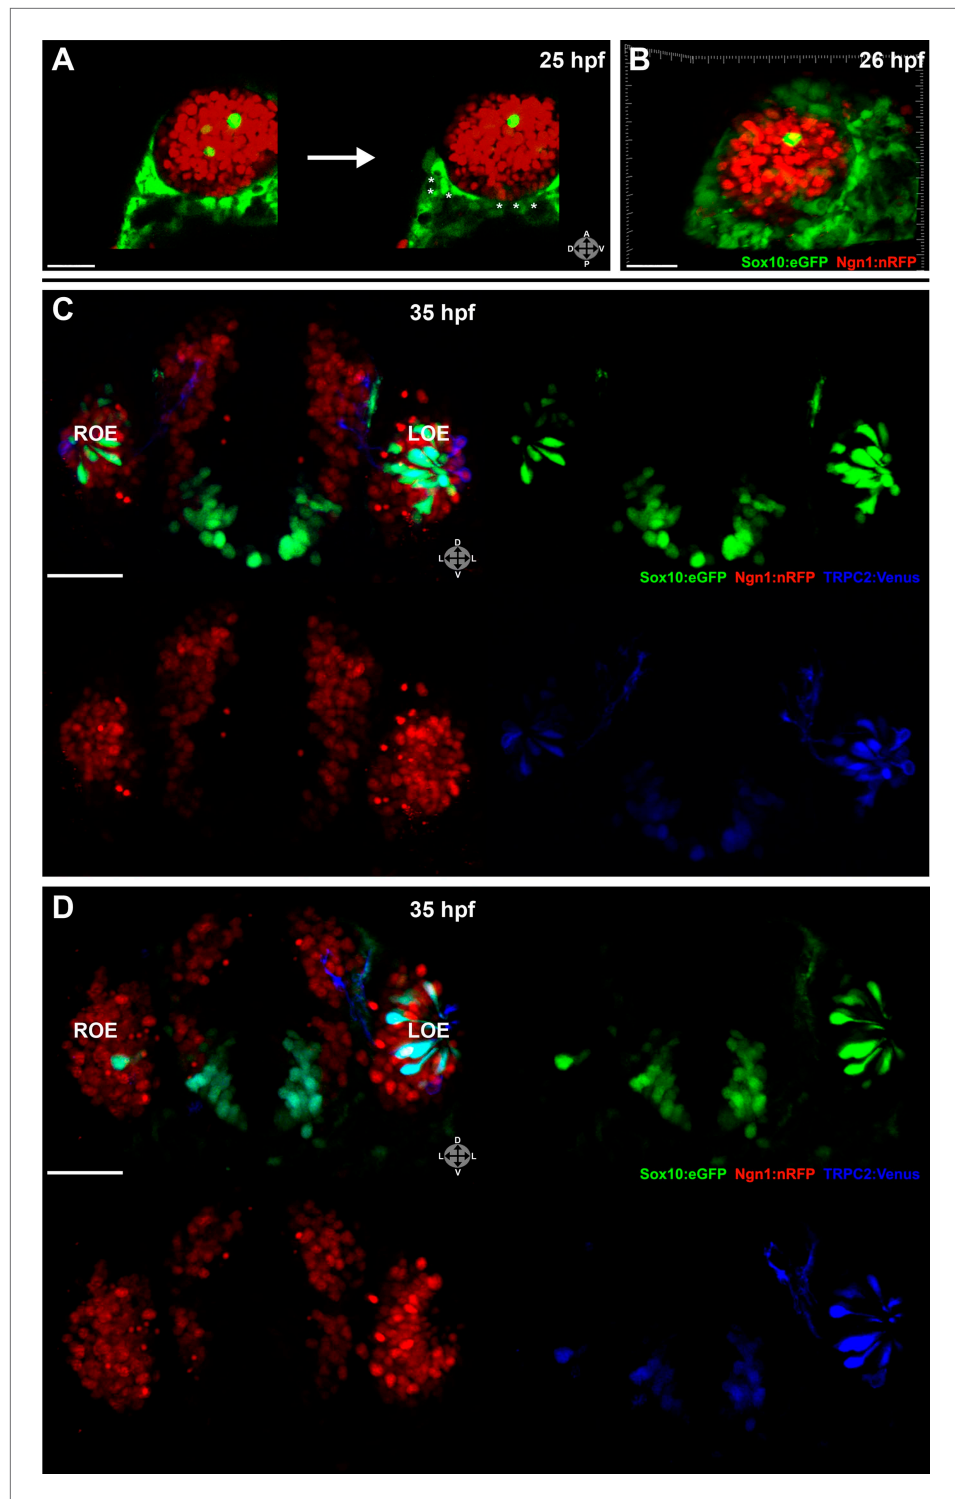 A
25 hpf
* * * * * *
A
D V
P
B
26 hpf
Sox10:eGFP Ngn1:nRFP
C
35 hpf
ROE
LOE
D
L L
V
Sox10:eGFP Ngn1:nRFP TRPC2:Venus
D
35 hpf
ROE
LOE
D
L L
V
Sox10:eGFP Ngn1:nRFP TRPC2:Venus